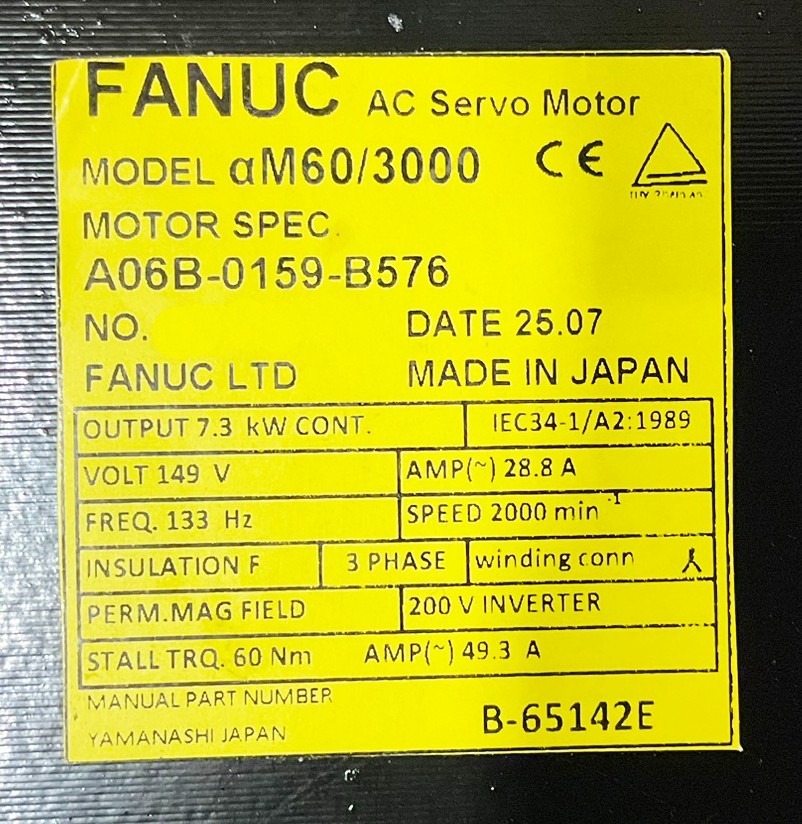 FANUC AC Servo Motor
MODEL αM60/3000 CE
MOTOR SPEC.
A06B-0159-B576
NO. DATE 25.07
FANUC LTD MADE IN JAPAN
OUTPUT 7.3 kW CONT. IEC34-1/A2:1989
VOLT 149 V AMP(~) 28.8 A
FREQ. 133 Hz SPEED 2000 min⁻¹
INSULATION F 3 PHASE winding conn
PERM.MAG FIELD 200 V INVERTER
STALL TRQ. 60 Nm AMP(~) 49.3 A
MANUAL PART NUMBER
YAMANASHI JAPAN B-65142E